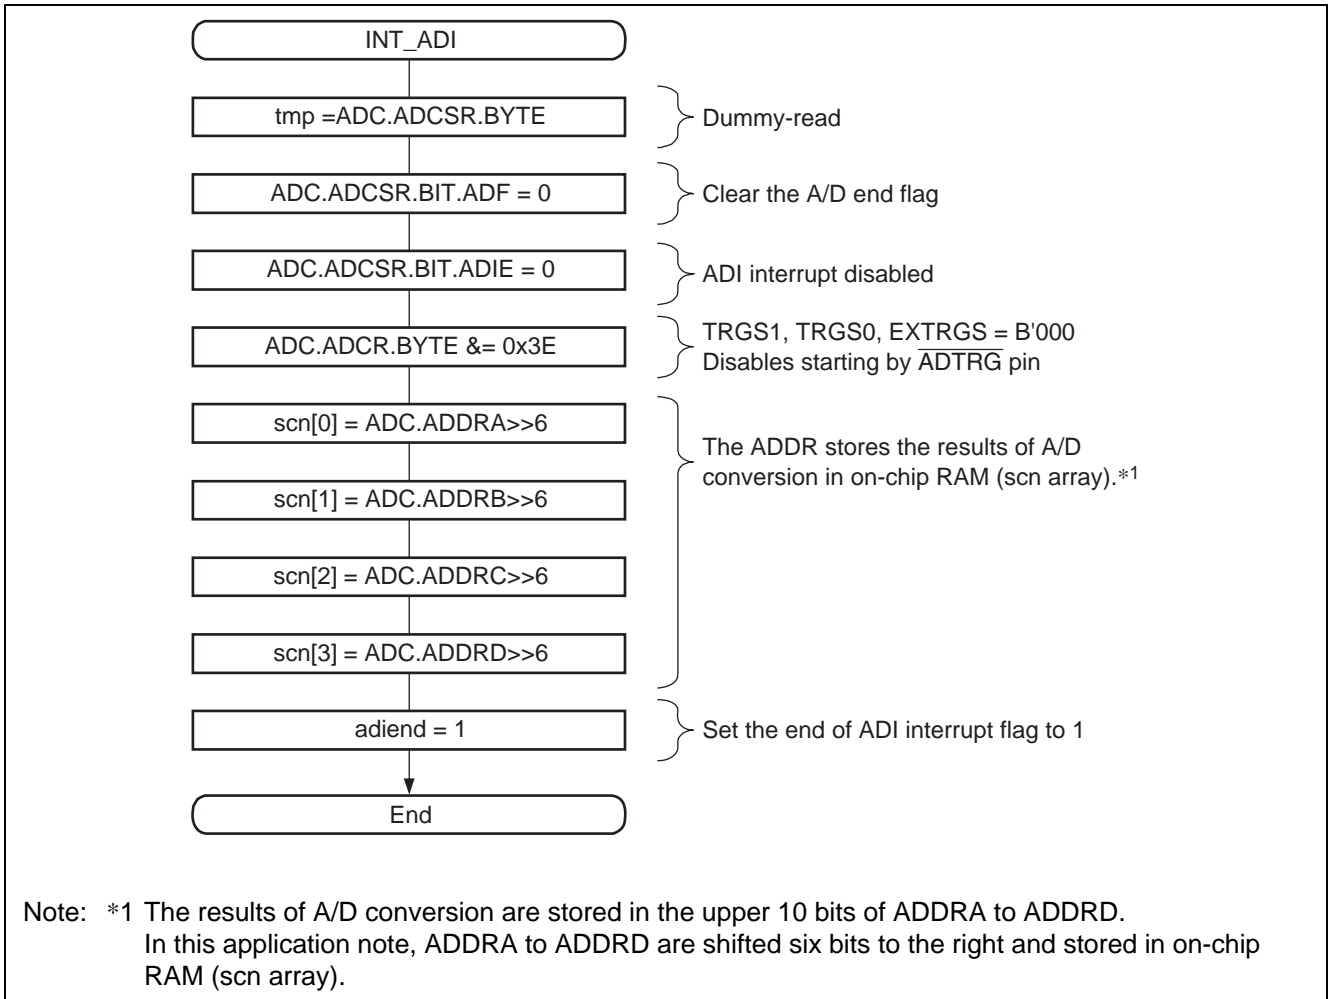 INT_ADI
tmp =ADC.ADCSR.BYTE
Dummy-read
ADC.ADCSR.BIT.ADF = 0
Clear the A/D end flag
ADC.ADCSR.BIT.ADIE = 0
ADI interrupt disabled
ADC.ADCR.BYTE &= 0x3E
TRGS1, TRGS0, EXTRGS = B'000
Disables starting by ADTRG pin
scn[0] = ADC.ADDRA>>6
The ADDR stores the results of A/D
conversion in on-chip RAM (scn array).*1
scn[1] = ADC.ADDRB>>6
scn[2] = ADC.ADDRC>>6
scn[3] = ADC.ADDRD>>6
adiend = 1
Set the end of ADI interrupt flag to 1
End
Note: *1 The results of A/D conversion are stored in the upper 10 bits of ADDRA to ADDRD.
In this application note, ADDRA to ADDRD are shifted six bits to the right and stored in on-chip
RAM (scn array).